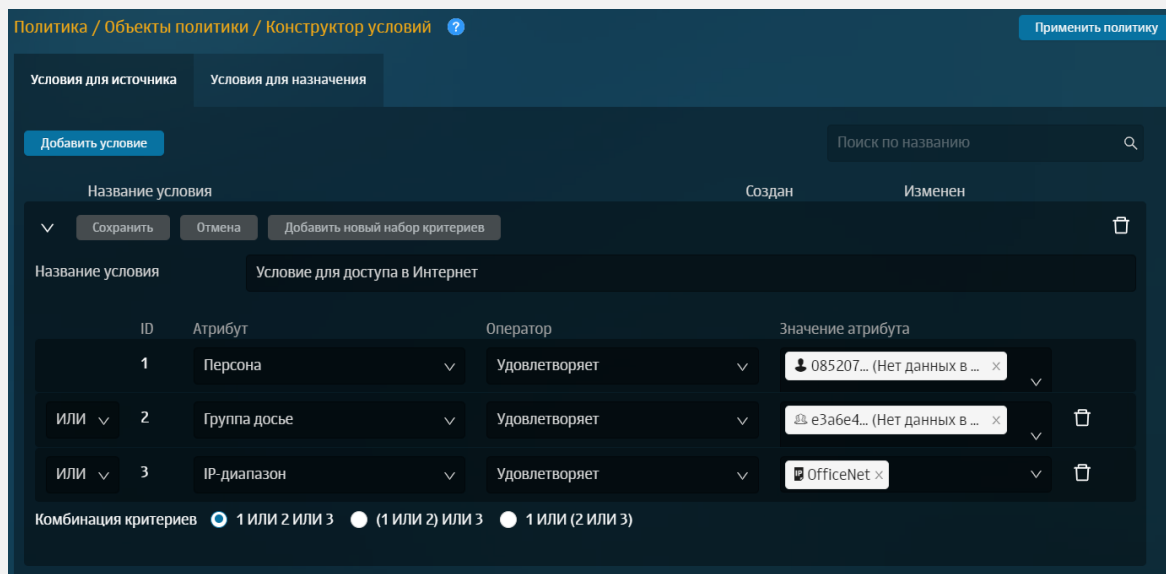 Политика / Объекты политики / Конструктор условий ?
Применить политику
Условия для источника Условия для назначения
Добавить условие Поиск по названию
Название условия Создан Изменен
Сохранить Отмена Добавить новый набор критериев
Название условия Условие для доступа в Интернет
ID Атрибут Оператор Значение атрибута
1 Персона Удовлетворяет 085207... (Нет данных в ... ×
ИЛИ 2 Группа досье Удовлетворяет e3a6e4... (Нет данных в ... ×
ИЛИ 3 IP-диапазон Удовлетворяет IP OfficeNet ×
Комбинация критериев 1 ИЛИ 2 ИЛИ 3 (1 ИЛИ 2) ИЛИ 3 1 ИЛИ (2 ИЛИ 3)